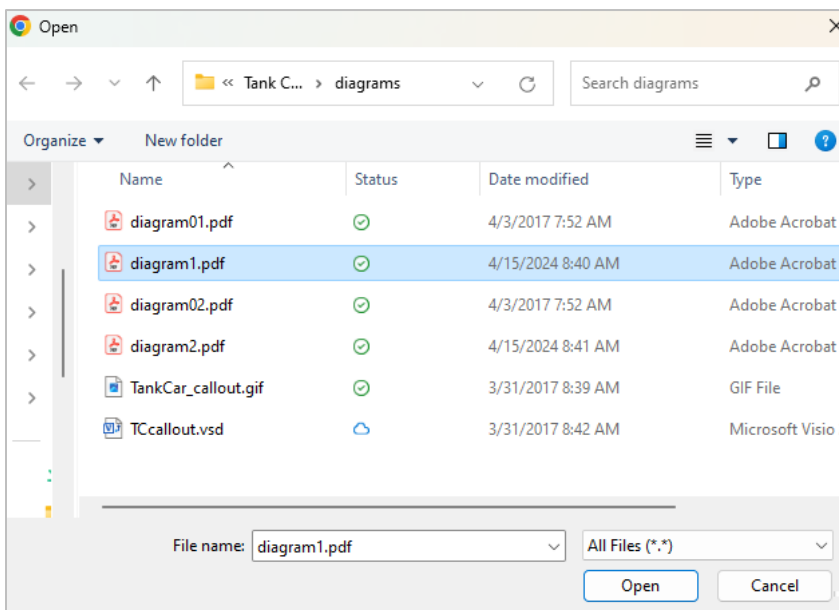 Open
« Tank C... > diagrams
Search diagrams
Organize
New folder
Name Status Date modified Type
diagram01.pdf 4/3/2017 7:52 AM Adobe Acrobat
diagram1.pdf 4/15/2024 8:40 AM Adobe Acrobat
diagram02.pdf 4/3/2017 7:52 AM Adobe Acrobat
diagram2.pdf 4/15/2024 8:41 AM Adobe Acrobat
TankCar_callout.gif 3/31/2017 8:39 AM GIF File
TCcallout.vsd 3/31/2017 8:42 AM Microsoft Visio
File name: diagram1.pdf All Files (*.*)
Open Cancel